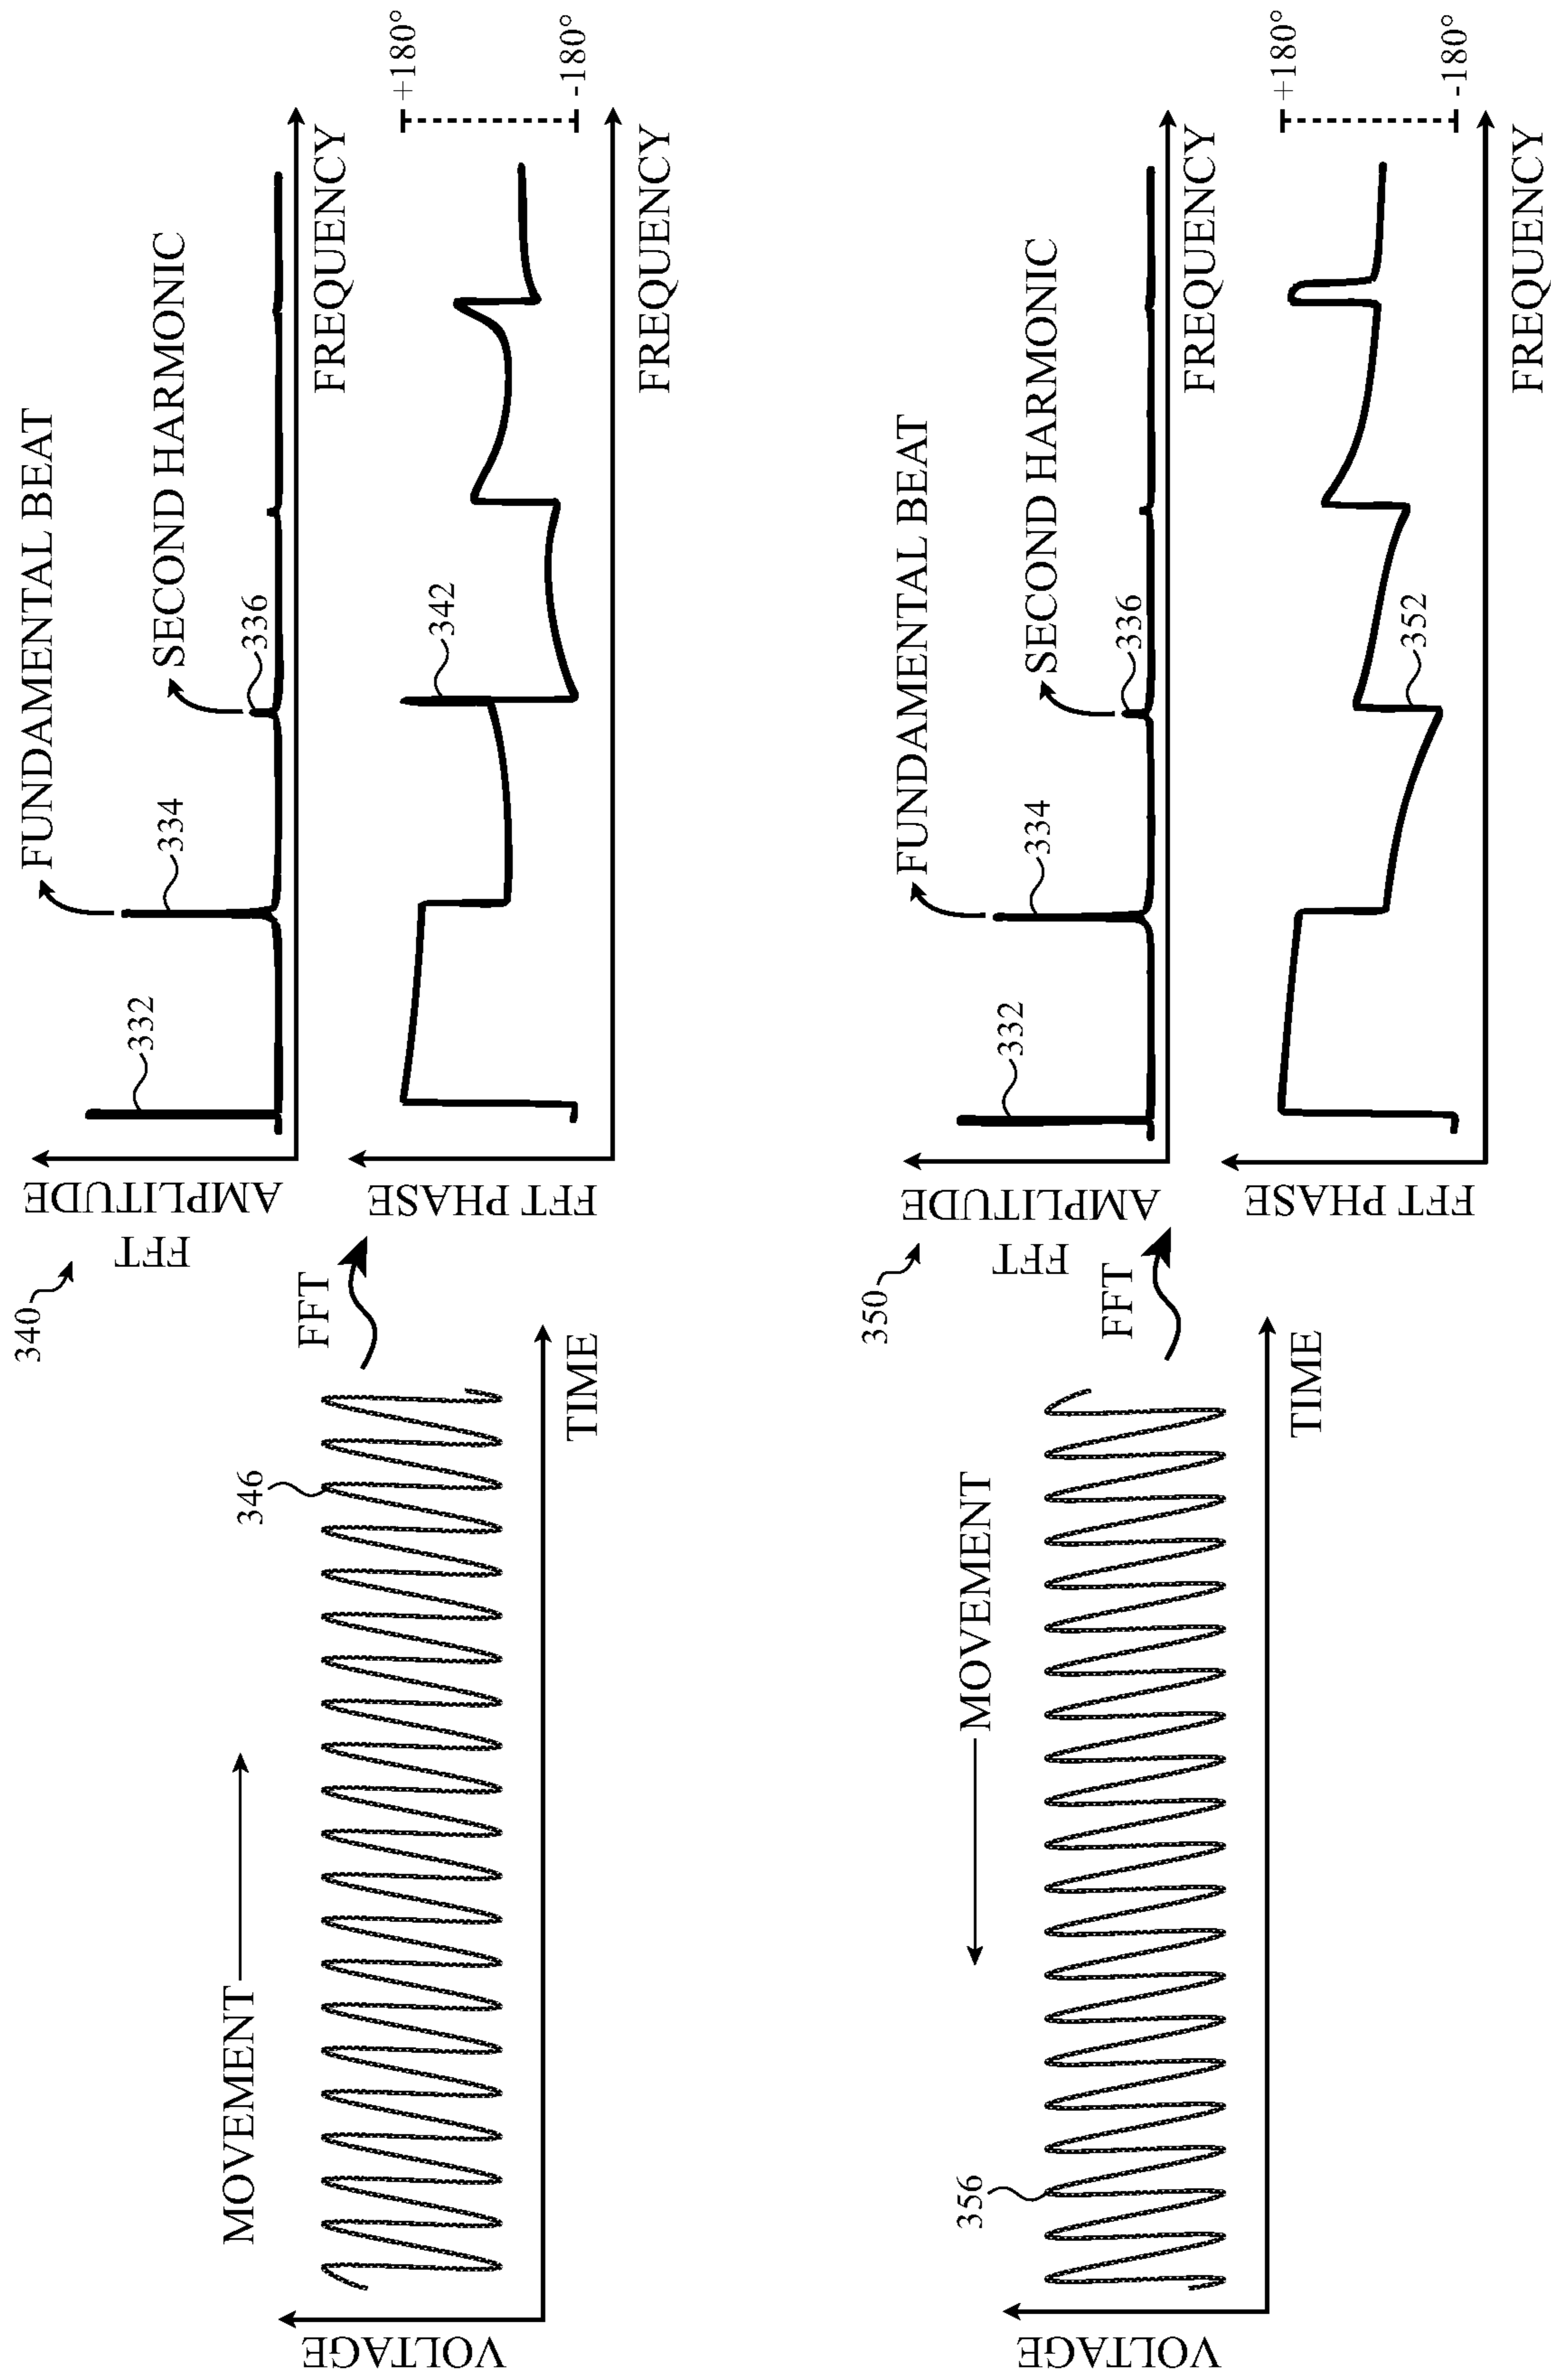 340
MOVEMENT
346
VOLTAGE
TIME
FFT
FFT
AMPLITUDE
332
334
FUNDAMENTAL BEAT
336
SECOND HARMONIC
FREQUENCY
FFT PHASE
342
+180°
-180°
FREQUENCY
350
MOVEMENT
356
VOLTAGE
TIME
FFT
FFT
AMPLITUDE
332
334
FUNDAMENTAL BEAT
336
SECOND HARMONIC
FREQUENCY
FFT PHASE
352
+180°
-180°
FREQUENCY